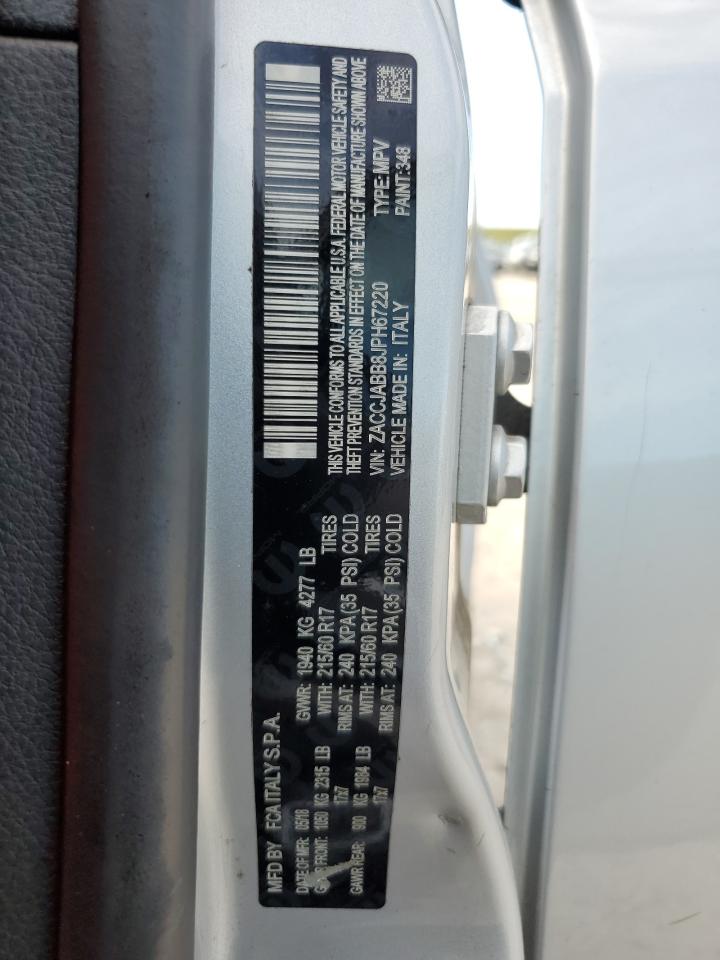 MFD BY FCA ITALY S.P.A.
DATE OF MFR: 05/18
GVWR: 1940 KG 4277 LB
GAWR FRONT: 1050 KG 2315 LB
WITH: 215/60 R17 TIRES
17x7
RIMS AT: 240 KPA(35 PSI) COLD
GAWR REAR: 900 KG 1984 LB
WITH: 215/60 R17 TIRES
17x7
RIMS AT: 240 KPA(35 PSI) COLD
THIS VEHICLE CONFORMS TO ALL APPLICABLE U.S.A. FEDERAL MOTOR VEHICLE SAFETY AND
THEFT PREVENTION STANDARDS IN EFFECT ON THE DATE OF MANUFACTURE SHOWN ABOVE
VIN: ZACCJABB8JPH67220 TYPE: MPV
VEHICLE MADE IN: ITALY PAINT: 348